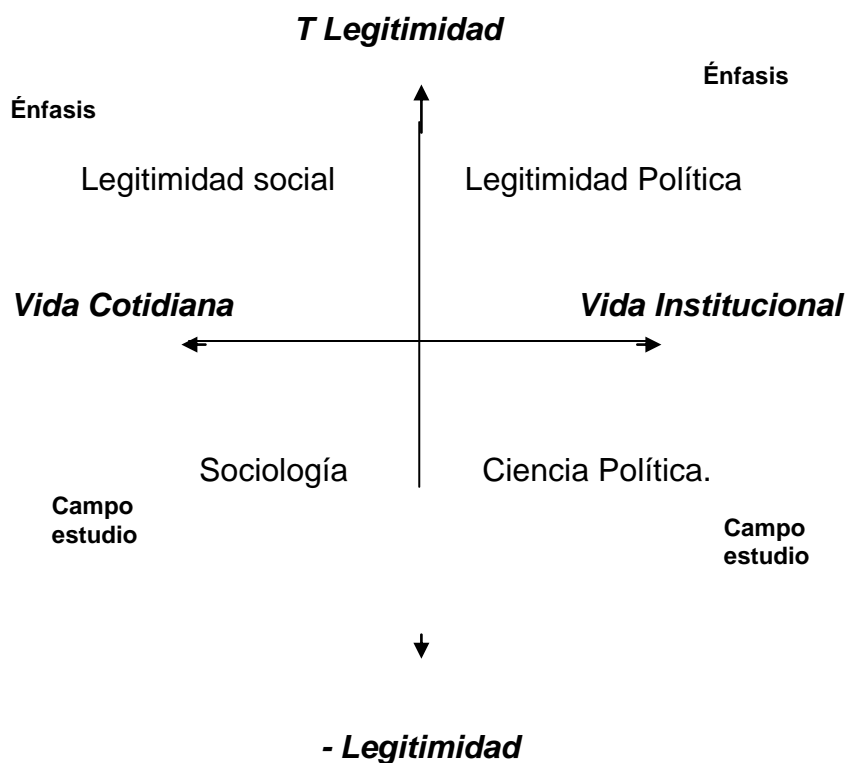 T Legitimidad
Énfasis
Énfasis
Legitimidad social
Legitimidad Política
Vida Cotidiana
Vida Institucional
Sociología
Ciencia Política.
Campo
estudio
Campo
estudio
- Legitimidad